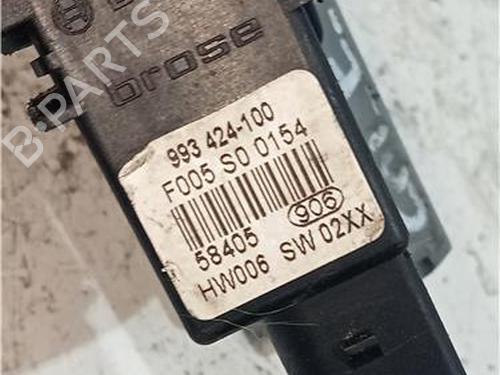 brose
993 424-100
F005 S0 0154
58405
906
HW006 SW 02XX
B-PARTS